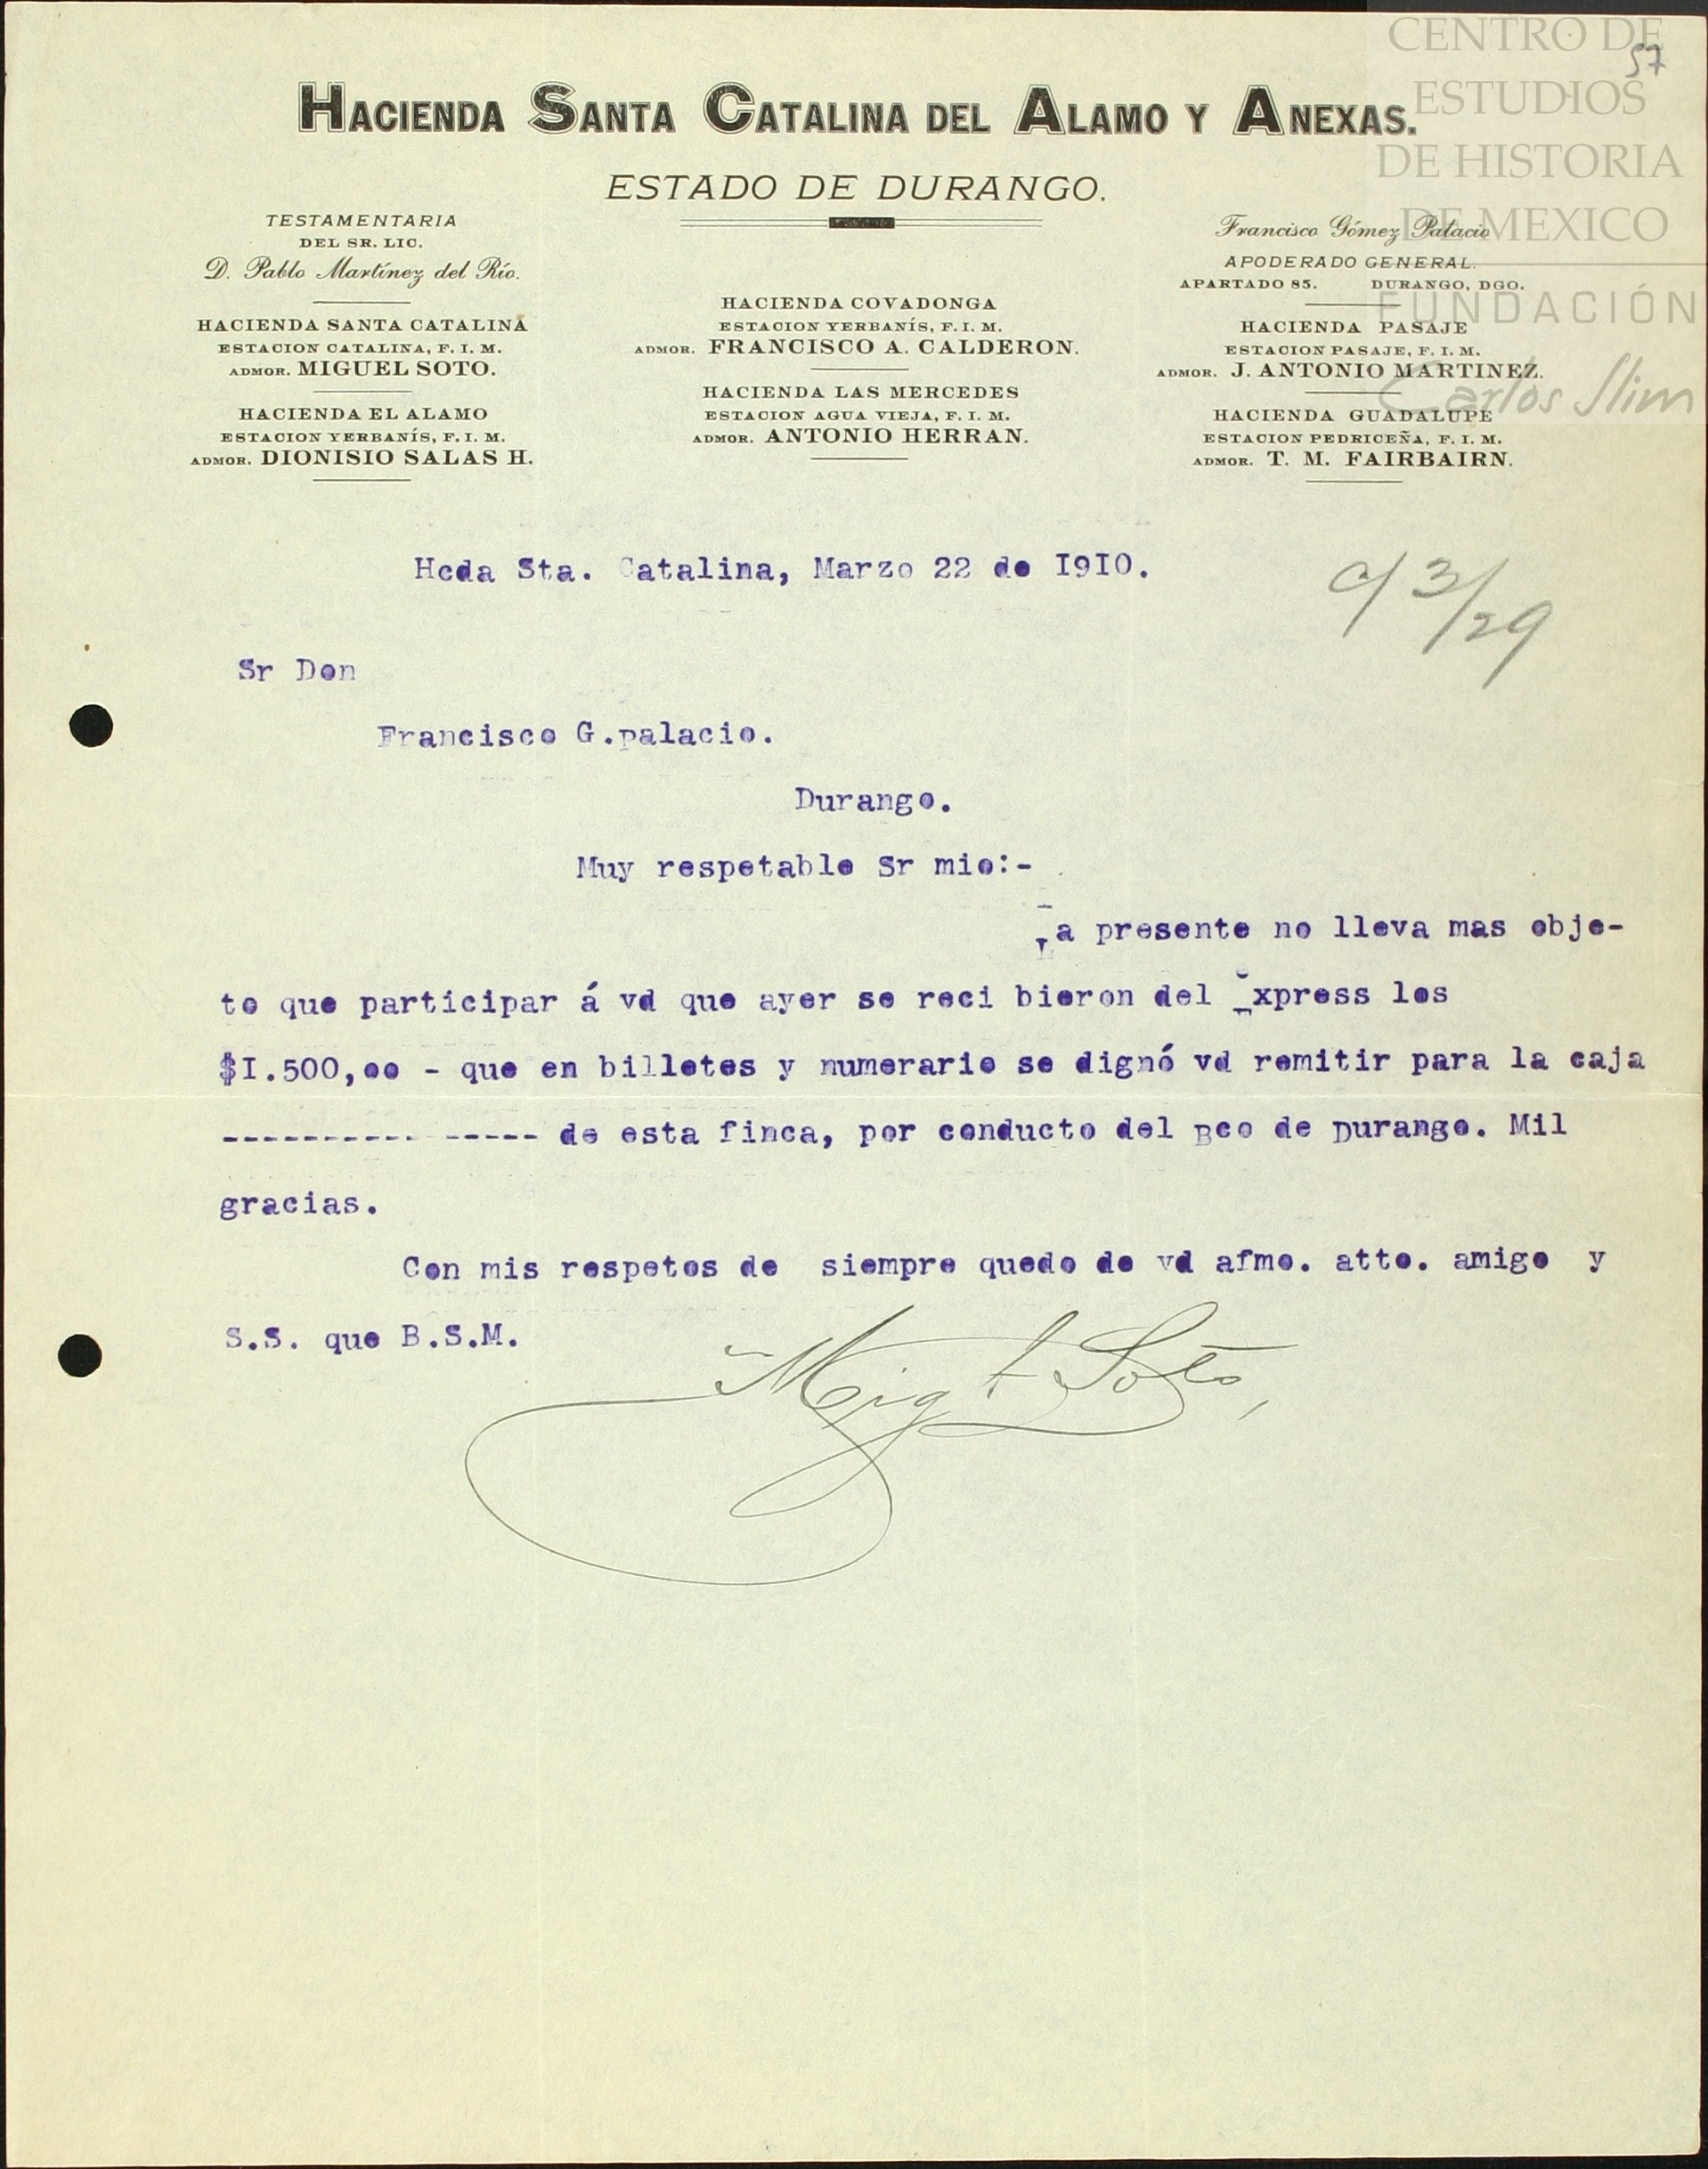 CENTRO DE
ESTUDIOS
DE HISTORIA
DE MEXICO
FUNDACIÓN
Carlos Slim
57
HACIENDA SANTA CATALINA DEL ALAMO Y ANEXAS.
ESTADO DE DURANGO.
TESTAMENTARIA
DEL SR. LIC.
D. Pablo Martínez del Río.
HACIENDA SANTA CATALINA
ESTACION CATALINA, F. I. M.
ADMOR. MIGUEL SOTO.
HACIENDA EL ALAMO
ESTACION YERBANÍS, F. I. M.
ADMOR. DIONISIO SALAS H.
HACIENDA COVADONGA
ESTACION YERBANÍS, F. I. M.
ADMOR. FRANCISCO A. CALDERON.
HACIENDA LAS MERCEDES
ESTACION AGUA VIEJA, F. I. M.
ADMOR. ANTONIO HERRAN.
Francisco Gómez Palacio
APODERADO GENERAL.
APARTADO 85. DURANGO, DGO.
HACIENDA PASAJE
ESTACION PASAJE, F. I. M.
ADMOR. J. ANTONIO MARTINEZ.
HACIENDA GUADALUPE
ESTACION PEDRICEÑA, F. I. M.
ADMOR. T. M. FAIRBAIRN.
Hcda Sta. Catalina, Marzo 22 de I9I0.
c/ 3/29
Sr Don
Francisco G.palacio.
Durango.
Muy respetable Sr mio:-
La presente no lleva mas obje-
to que participar á vd que ayer se reci bieron del Express los
$I.500,oo - que en billetes y numerario se dignó vd remitir para la caja
---------- ----- de esta finca, por conducto del Bco de Durango. Mil
gracias.
Con mis respetos de siempre quedo de vd afmo. atto. amigo y
S.S. que B.S.M.
Migl Soto,